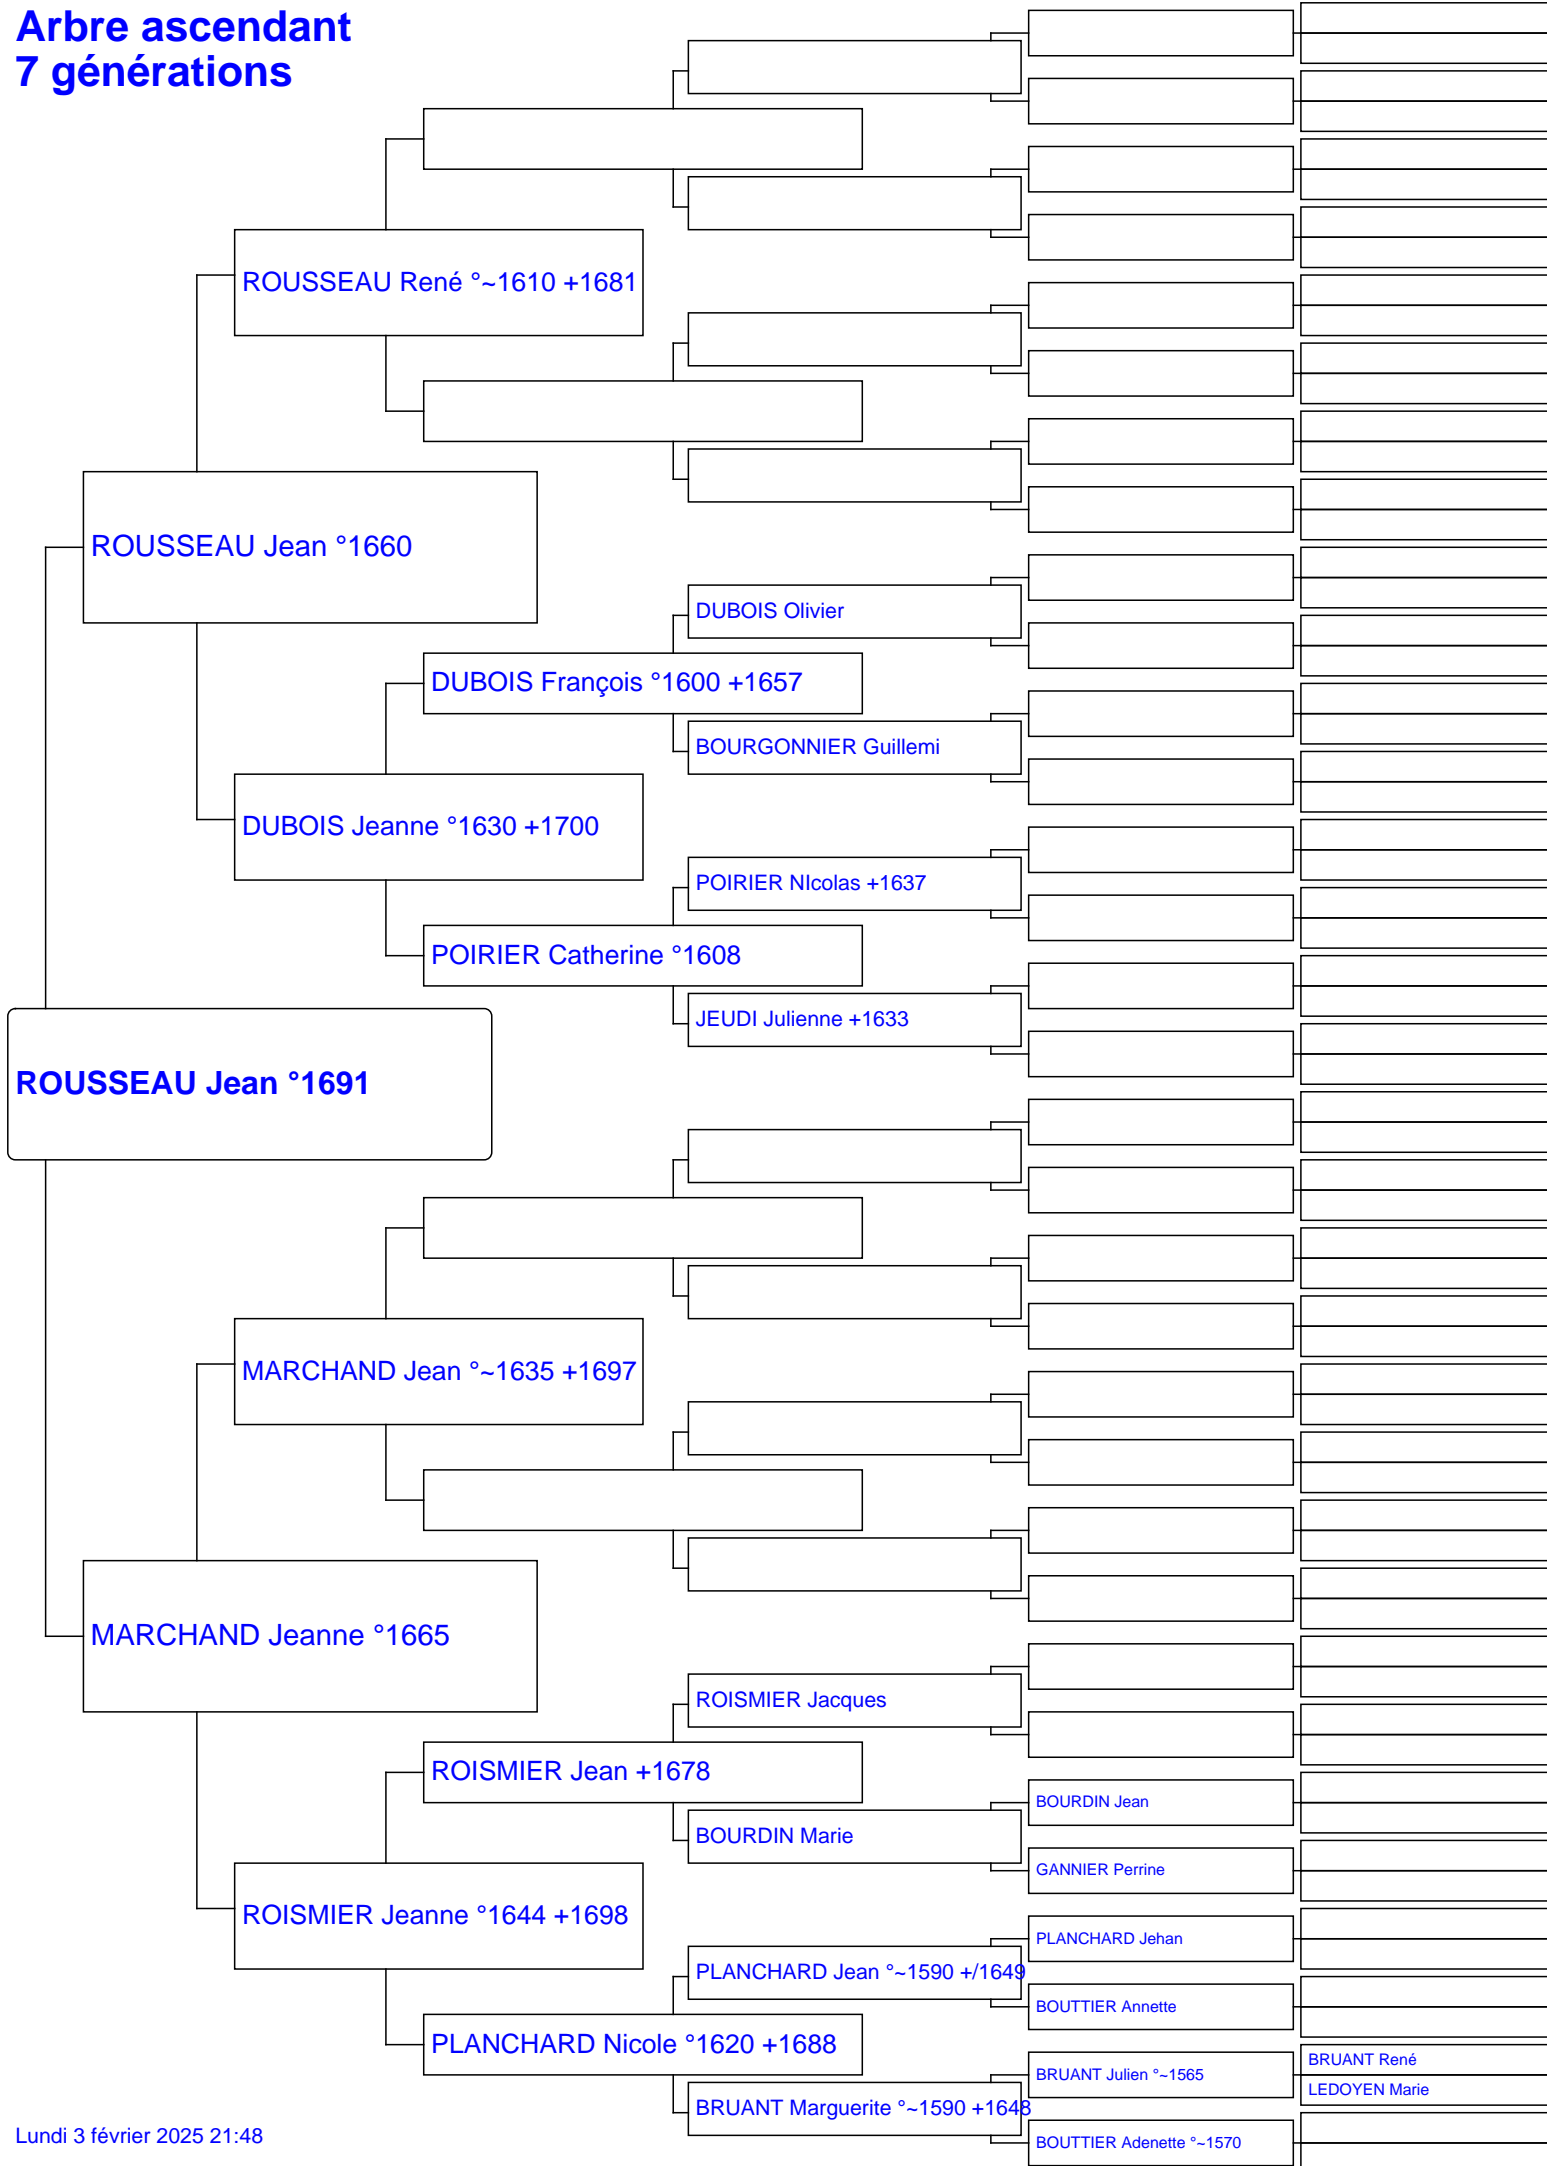 Arbre ascendant
7 générations
ROUSSEAU René °~1610 +1681
ROUSSEAU Jean °1660
DUBOIS Olivier
DUBOIS François °1600 +1657
BOURGONNIER Guillemi
DUBOIS Jeanne °1630 +1700
POIRIER NIcolas +1637
POIRIER Catherine °1608
JEUDI Julienne +1633
ROUSSEAU Jean °1691
MARCHAND Jean °~1635 +1697
MARCHAND Jeanne °1665
ROISMIER Jacques
ROISMIER Jean +1678
BOURDIN Jean
BOURDIN Marie
GANNIER Perrine
ROISMIER Jeanne °1644 +1698
PLANCHARD Jehan
PLANCHARD Jean °~1590 +/1649
BOUTTIER Annette
PLANCHARD Nicole °1620 +1688
BRUANT René
BRUANT Julien °~1565
LEDOYEN Marie
BRUANT Marguerite °~1590 +1648
BOUTTIER Adenette °~1570
Lundi 3 février 2025 21:48